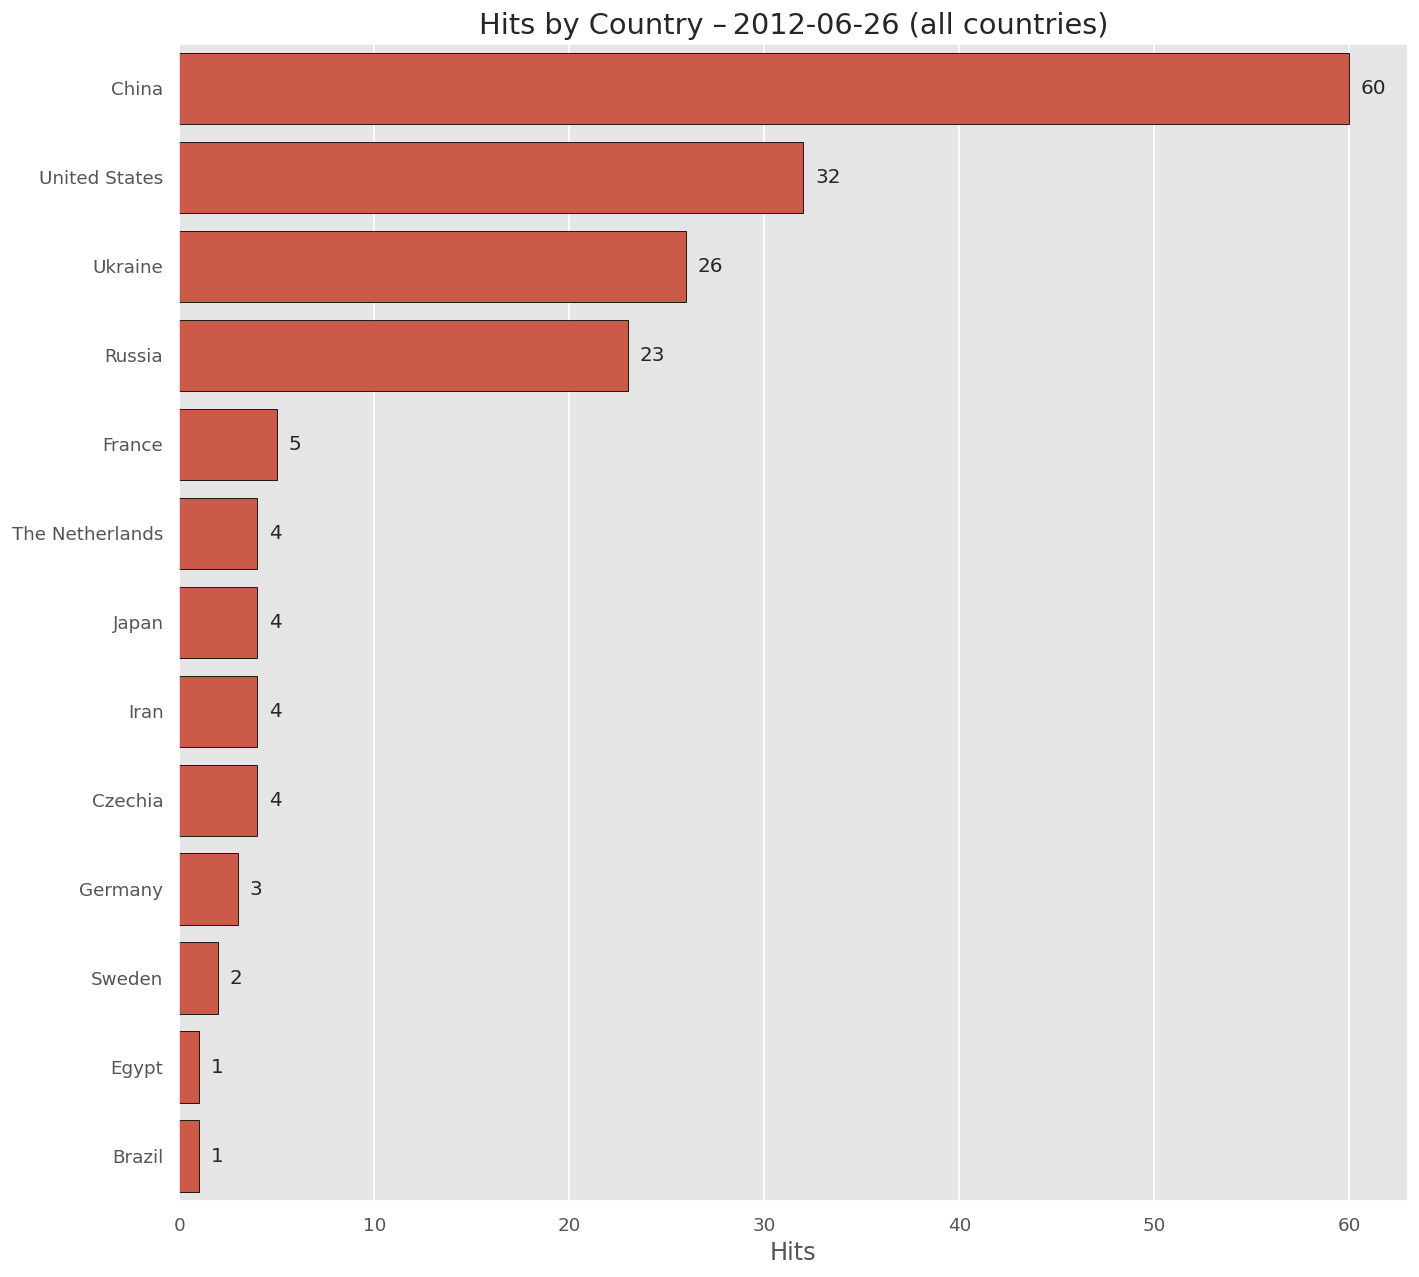 Hits by Country – 2012-06-26 (all countries)
China 60
United States 32
Ukraine 26
Russia 23
France 5
The Netherlands 4
Japan 4
Iran 4
Czechia 4
Germany 3
Sweden 2
Egypt 1
Brazil 1
0 10 20 30 40 50 60
Hits